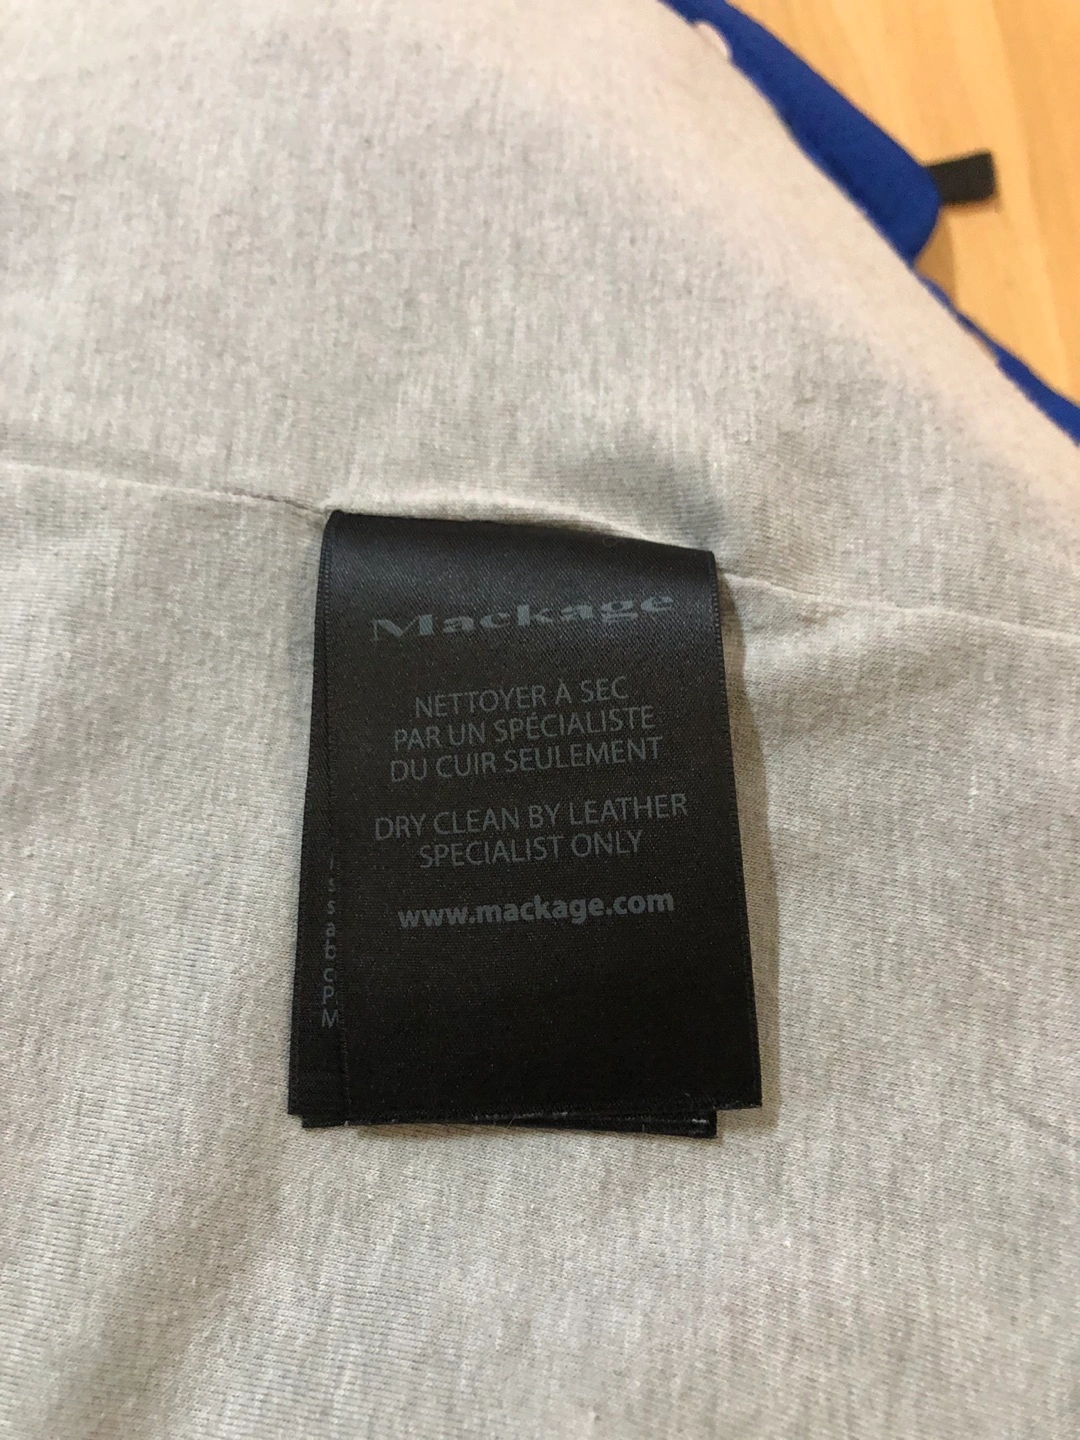 Mackage
NETTOYER À SEC
PAR UN SPÉCIALISTE
DU CUIR SEULEMENT
DRY CLEAN BY LEATHER
SPECIALIST ONLY
www.mackage.com